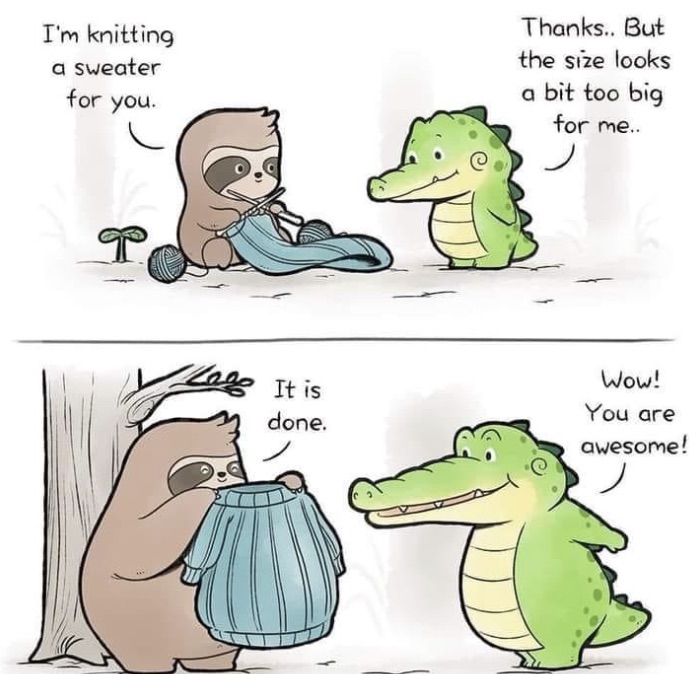 I'm knitting
a sweater
for you.
Thanks.. But
the size looks
a bit too big
for me..
It is
done.
Wow!
You are
awesome!